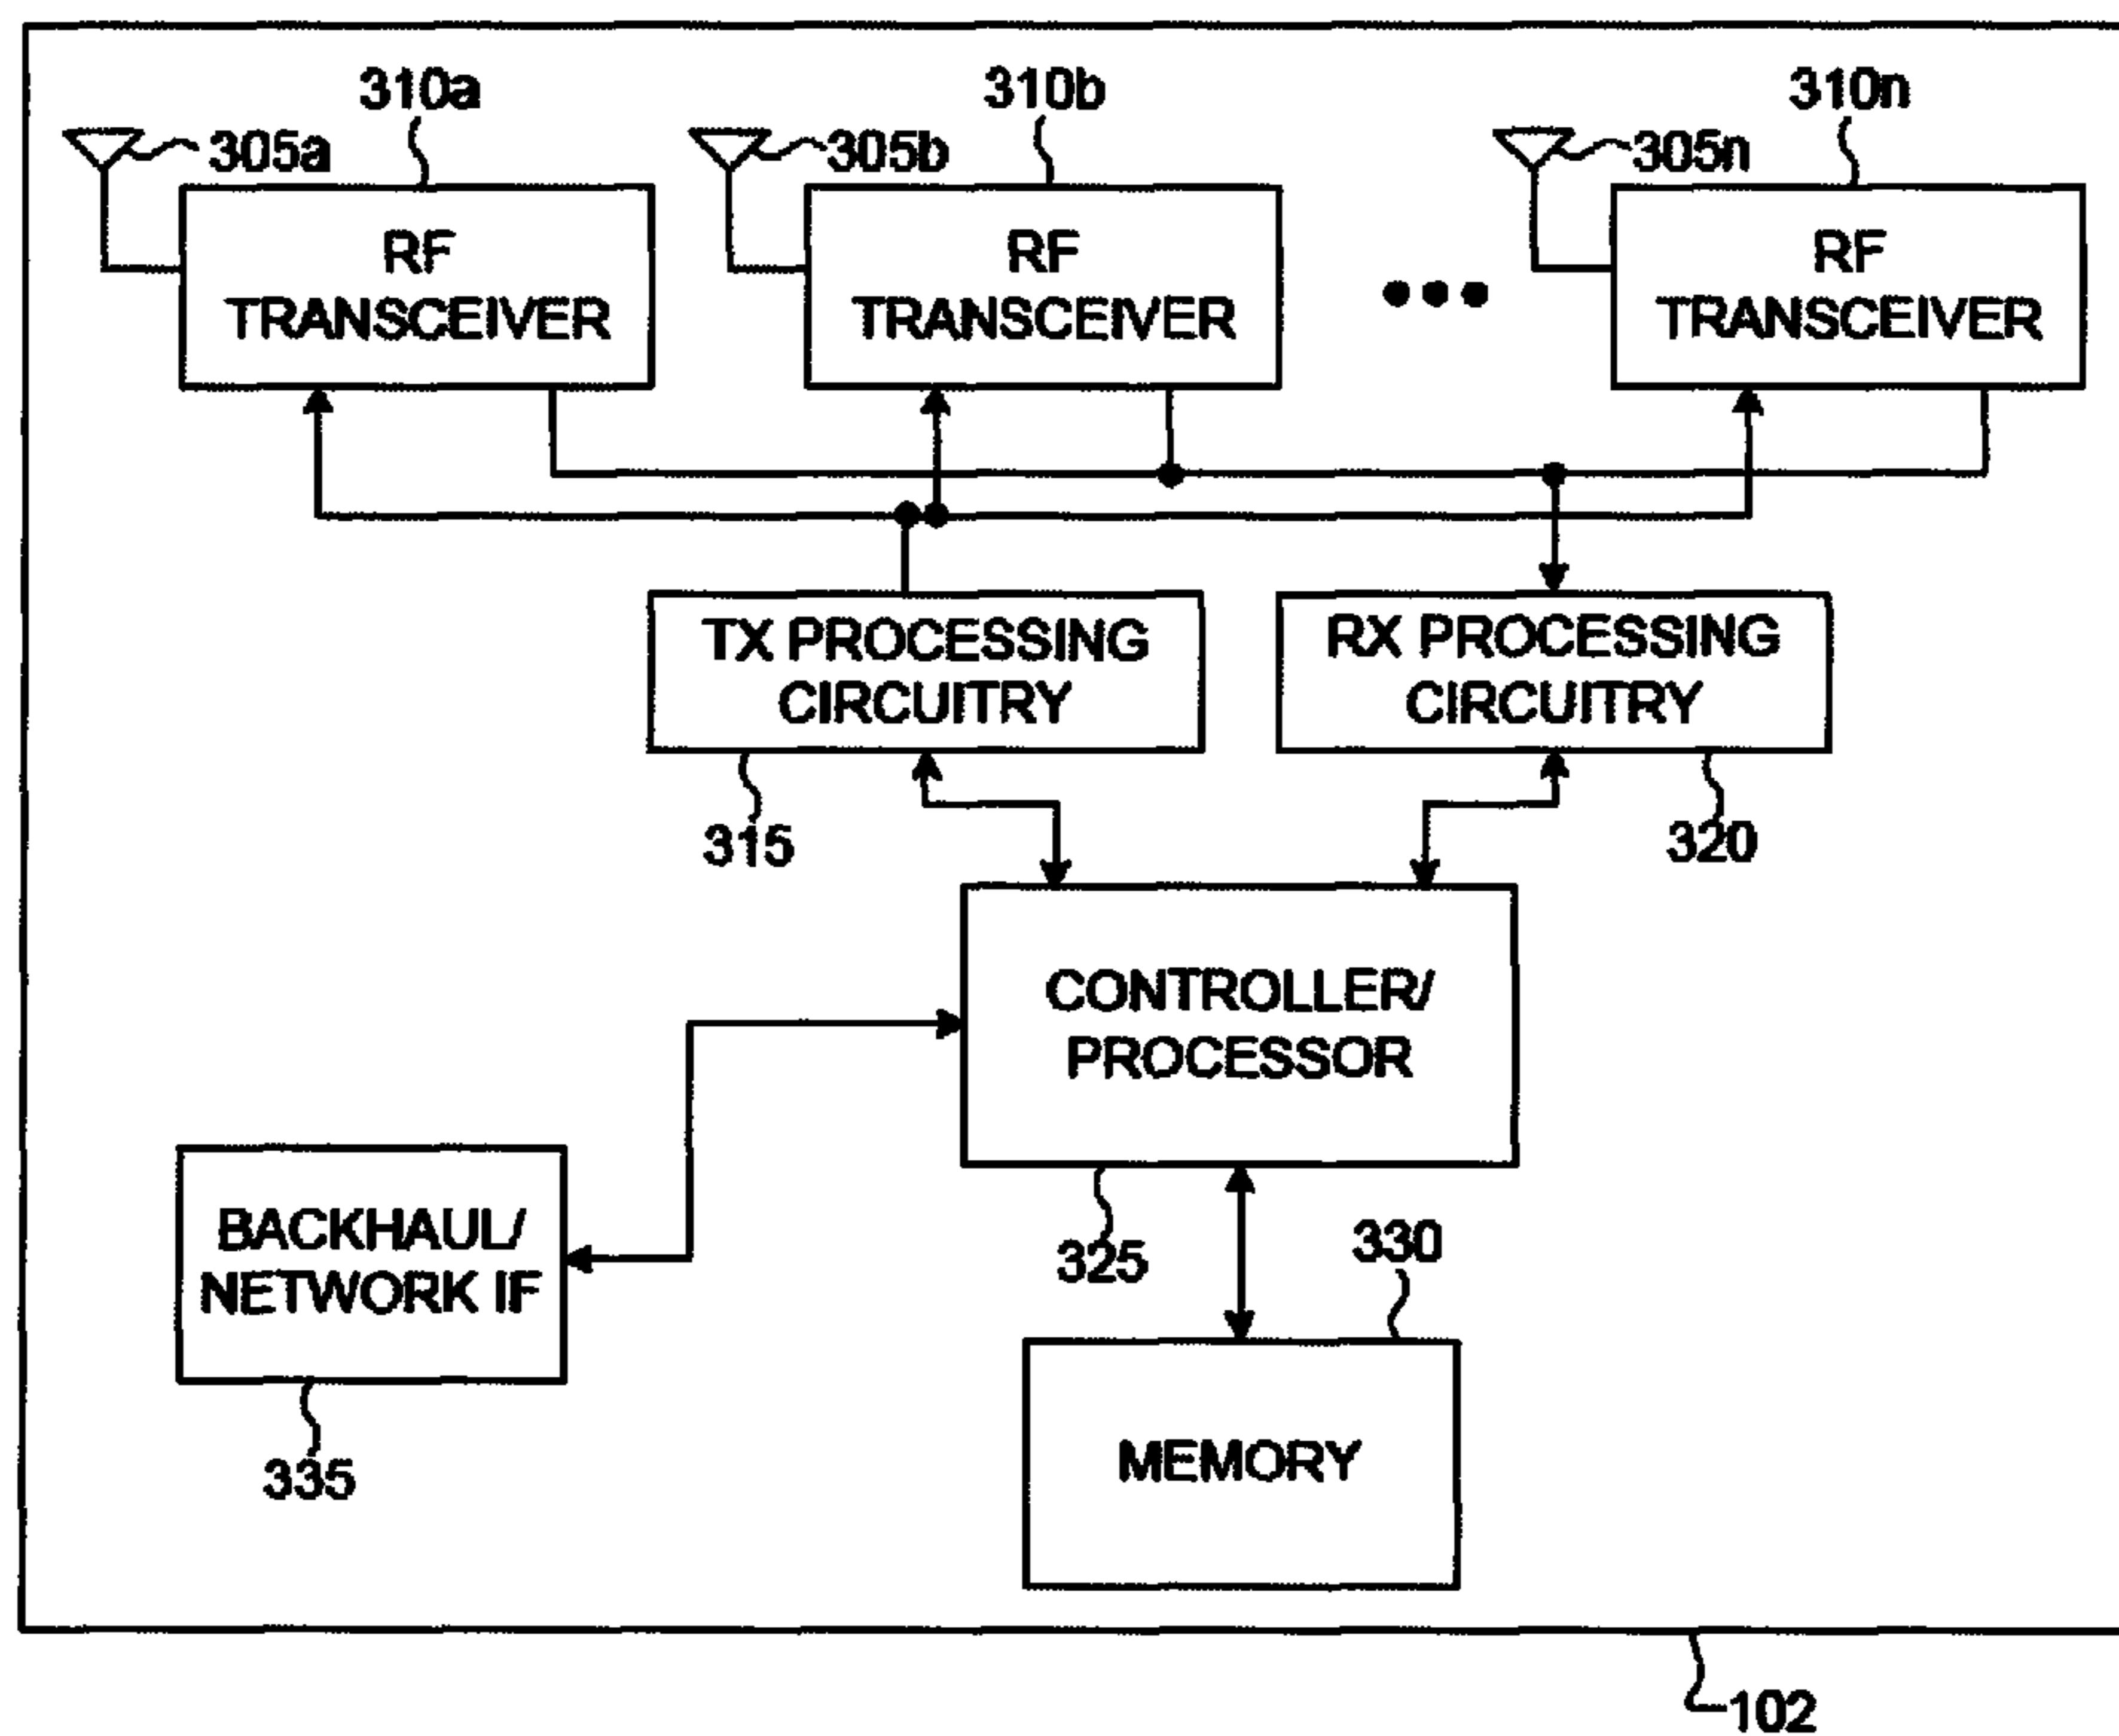 310a
310b
310n
305a
305b
305n
RF
TRANSCEIVER
RF
TRANSCEIVER
RF
TRANSCEIVER
TX PROCESSING
CIRCUITRY
RX PROCESSING
CIRCUITRY
315
320
CONTROLLER/
PROCESSOR
BACKHAUL/
NETWORK IF
325
330
335
MEMORY
102